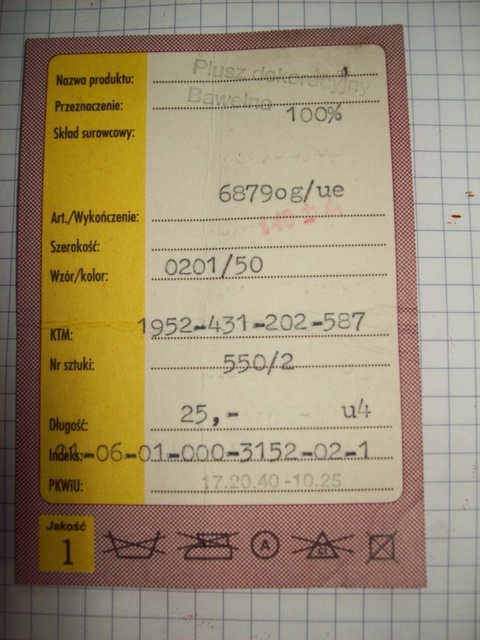 Nazwa produktu: Plusz dekoracyjny
Przeznaczenie: Bawełna 100%
Skład surowcowy:
6879og/ue
Art./Wykończenie:
Szerokość:
Wzór/kolor: 0201/50
KTM: 1952-431-202-587
Nr sztuki: 550/2
Długość: 25,- u4
Indeks: 01-06-01-000-3152-02-1
PKWiU: 17.20.40-10.25
Jakość
1
A